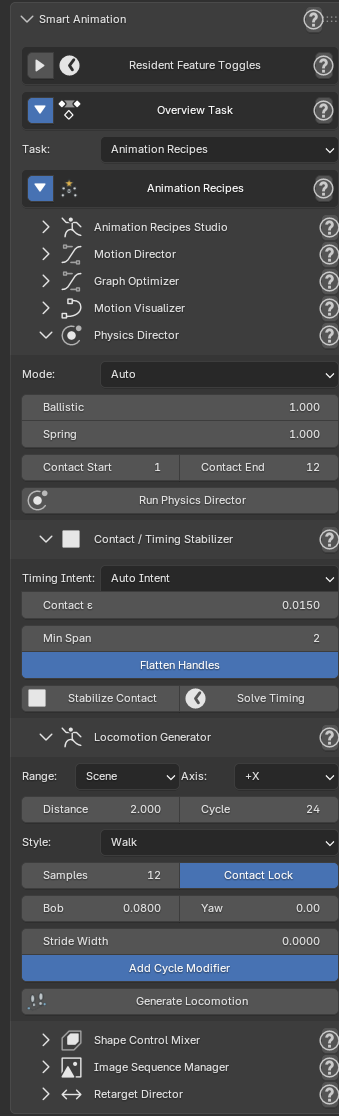 Smart Animation
Resident Feature Toggles
Overview Task
Task: Animation Recipes
Animation Recipes
Animation Recipes Studio
Motion Director
Graph Optimizer
Motion Visualizer
Physics Director
Mode: Auto
Ballistic 1.000
Spring 1.000
Contact Start 1 Contact End 12
Run Physics Director
Contact / Timing Stabilizer
Timing Intent: Auto Intent
Contact ε 0.0150
Min Span 2
Flatten Handles
Stabilize Contact Solve Timing
Locomotion Generator
Range: Scene Axis: +X
Distance 2.000 Cycle 24
Style: Walk
Samples 12 Contact Lock
Bob 0.0800 Yaw 0.00
Stride Width 0.0000
Add Cycle Modifier
Generate Locomotion
Shape Control Mixer
Image Sequence Manager
Retarget Director